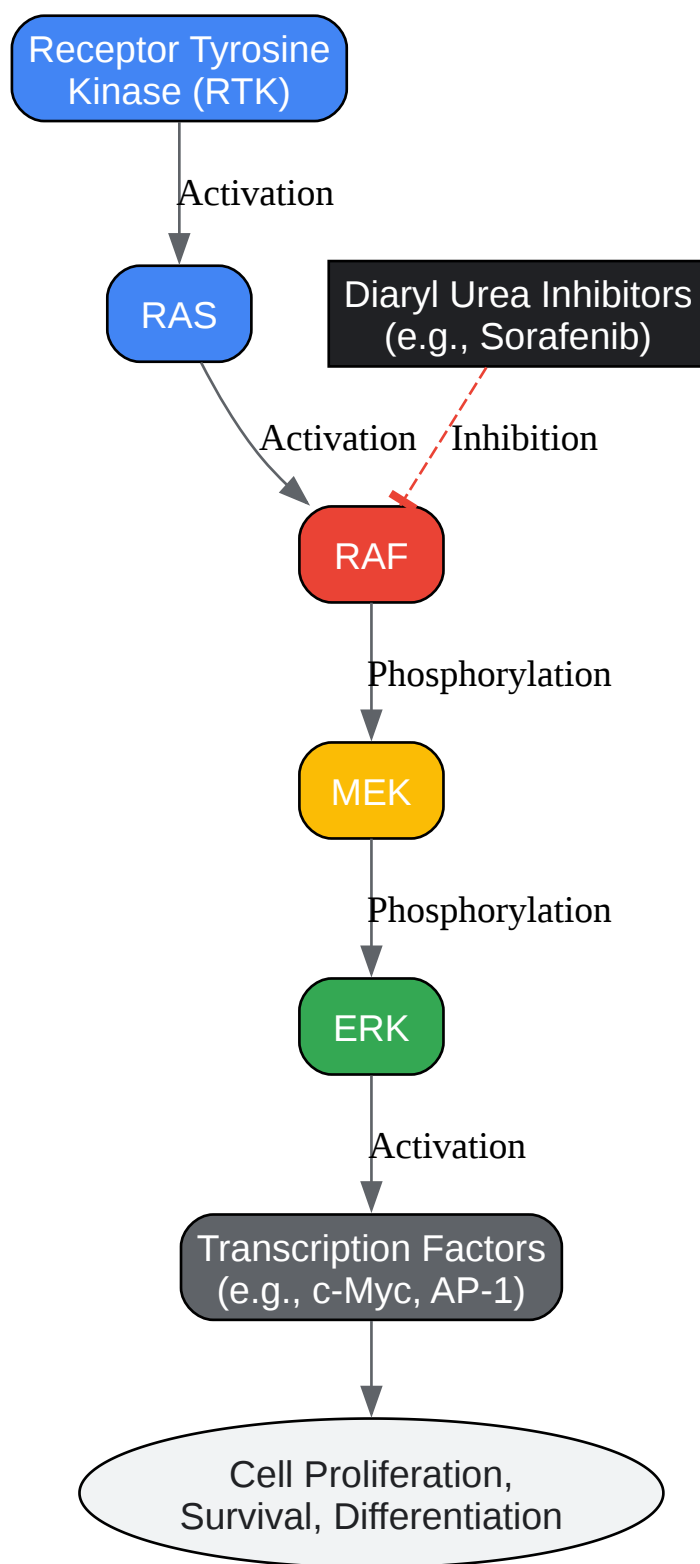 Receptor Tyrosine
Kinase (RTK)
Activation
RAS
Diaryl Urea Inhibitors
(e.g., Sorafenib)
Activation
Inhibition
RAF
Phosphorylation
MEK
Phosphorylation
ERK
Activation
Transcription Factors
(e.g., c-Myc, AP-1)
Cell Proliferation,
Survival, Differentiation